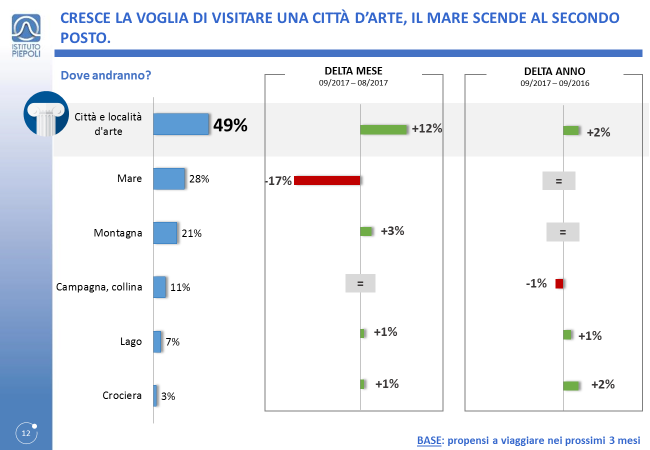 CRESCE LA VOGLIA DI VISITARE UNA CITTÀ D'ARTE, IL MARE SCENDE AL SECONDO
POSTO.
ISTITUTO
PIEPOLI
Dove andranno?
DELTA MESE
09/2017 – 08/2017
DELTA ANNO
09/2017 – 09/2016
Città e località
d'arte
49%
+12%
+2%
Mare
28%
-17%
=
Montagna
21%
+3%
=
Campagna, collina
11%
=
-1%
Lago
7%
+1%
+1%
Crociera
3%
+1%
+2%
12
BASE: propensi a viaggiare nei prossimi 3 mesi